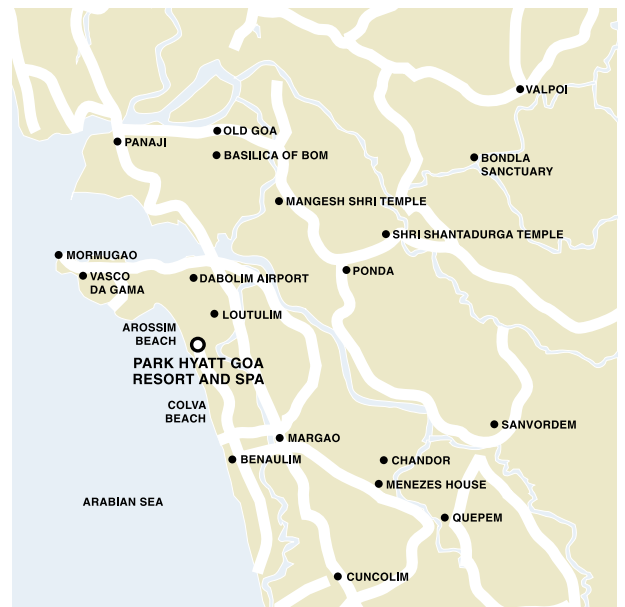 VALPOI
OLD GOA
PANAJI
BASILICA OF BOM
BONDLA
SANCTUARY
MANGESH SHRI TEMPLE
SHRI SHANTADURGA TEMPLE
MORMUGAO
VASCO
DA GAMA
DABOLIM AIRPORT
PONDA
LOUTULIM
AROSSIM
BEACH
PARK HYATT GOA
RESORT AND SPA
COLVA
BEACH
SANVORDEM
MARGAO
BENAULIM
CHANDOR
MENEZES HOUSE
ARABIAN SEA
QUEPEM
CUNCOLIM